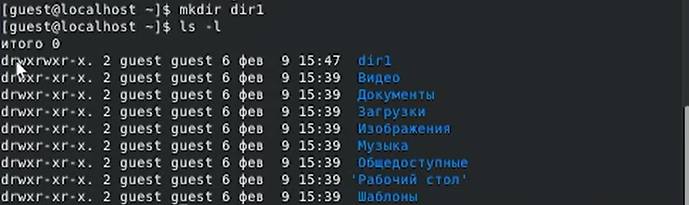 [guest@localhost ~]$ mkdir dir1
[guest@localhost ~]$ ls -l
итого 0
drwxrwxr-x. 2 guest guest 6 фев  9 15:47  dir1
drwxr-xr-x. 2 guest guest 6 фев  9 15:39  Видео
drwxr-xr-x. 2 guest guest 6 фев  9 15:39  Документы
drwxr-xr-x. 2 guest guest 6 фев  9 15:39  Загрузки
drwxr-xr-x. 2 guest guest 6 фев  9 15:39  Изображения
drwxr-xr-x. 2 guest guest 6 фев  9 15:39  Музыка
drwxr-xr-x. 2 guest guest 6 фев  9 15:39  Общедоступные
drwxr-xr-x. 2 guest guest 6 фев  9 15:39 'Рабочий стол'
drwxr-xr-x. 2 guest guest 6 фев  9 15:39  Шаблоны